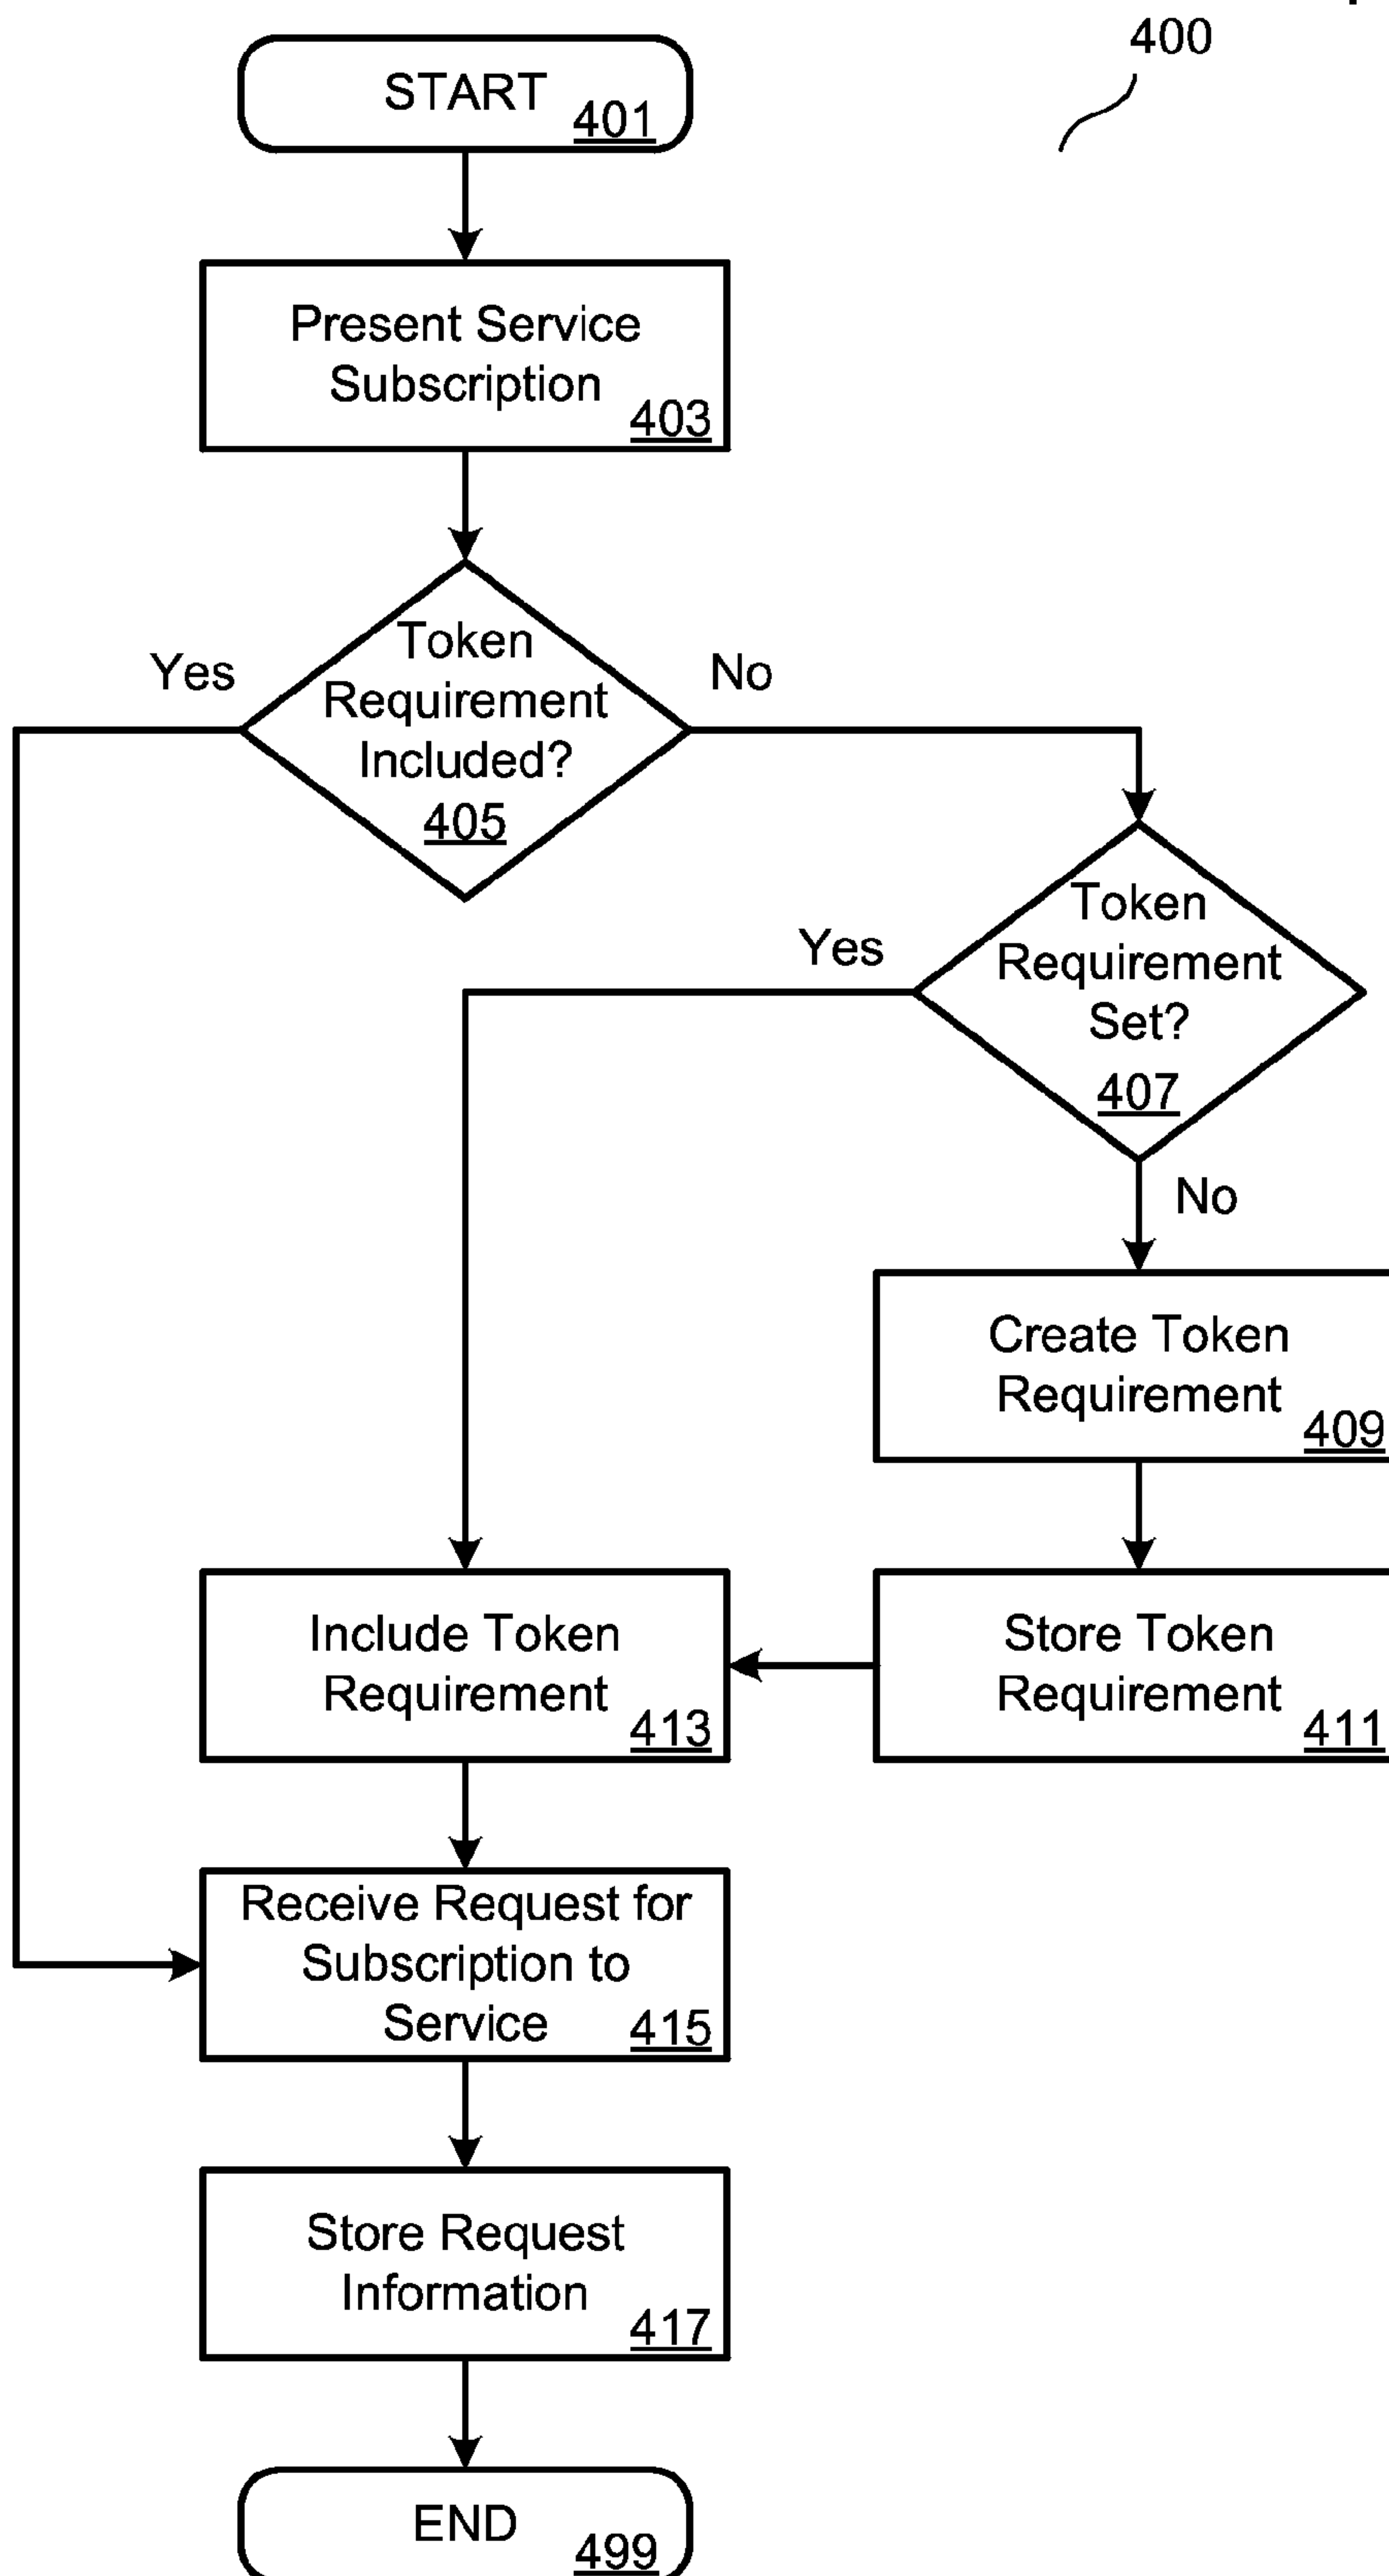 400
START
401
Present Service
Subscription
403
Token
Requirement
Included?
405
Yes
No
Token
Requirement
Set?
407
Yes
No
Create Token
Requirement
409
Store Token
Requirement
411
Include Token
Requirement
413
Receive Request for
Subscription to
Service
415
Store Request
Information
417
END
499